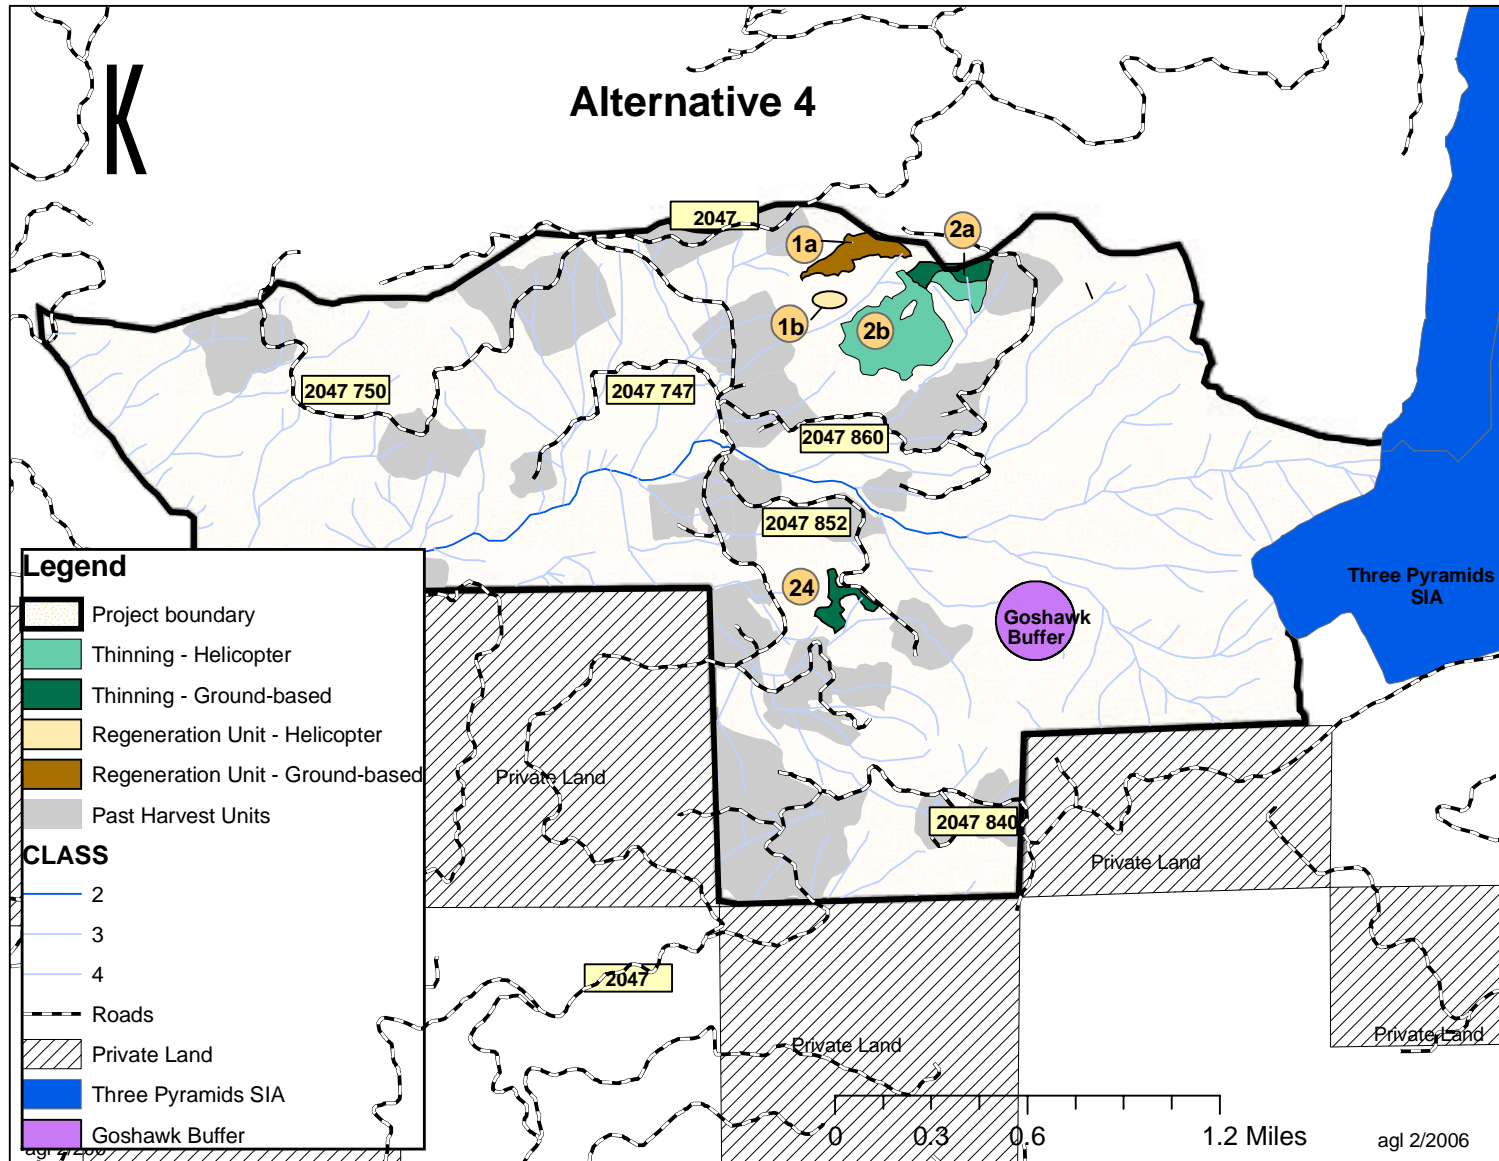 Alternative 4
2047
1a
2a
1b
2b
2047 750
2047 747
2047 860
2047 852
24
Goshawk
Buffer
Three Pyramids
SIA
Legend
Project boundary
Thinning - Helicopter
Thinning - Ground-based
Regeneration Unit - Helicopter
Regeneration Unit - Ground-based
Past Harvest Units
CLASS
2
3
4
Roads
Private Land
Three Pyramids SIA
Goshawk Buffer
Private Land
2047 840
Private Land
2047
Private Land
Private Land
0 0.3 0.6 1.2 Miles
agl 2/2006